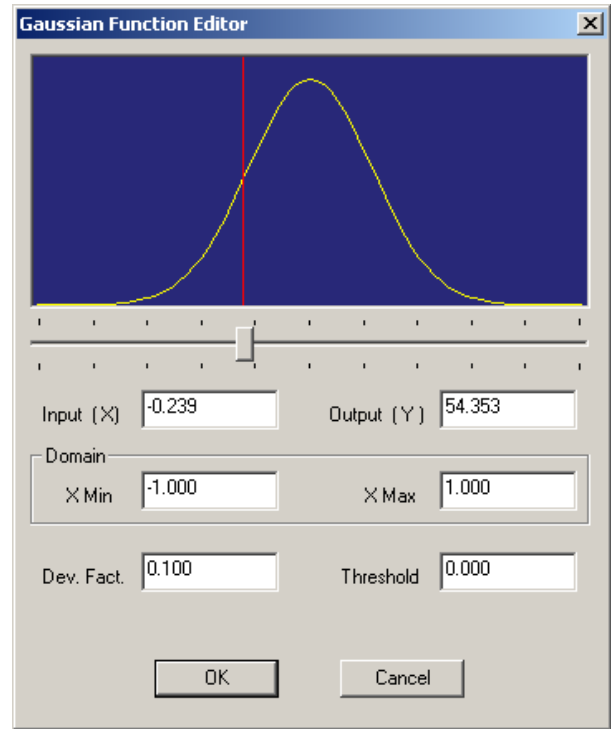 Gaussian Function Editor
Input (X) -0.239 Output (Y) 54.353
Domain
X Min -1.000 X Max 1.000
Dev. Fact. 0.100 Threshold 0.000
OK Cancel